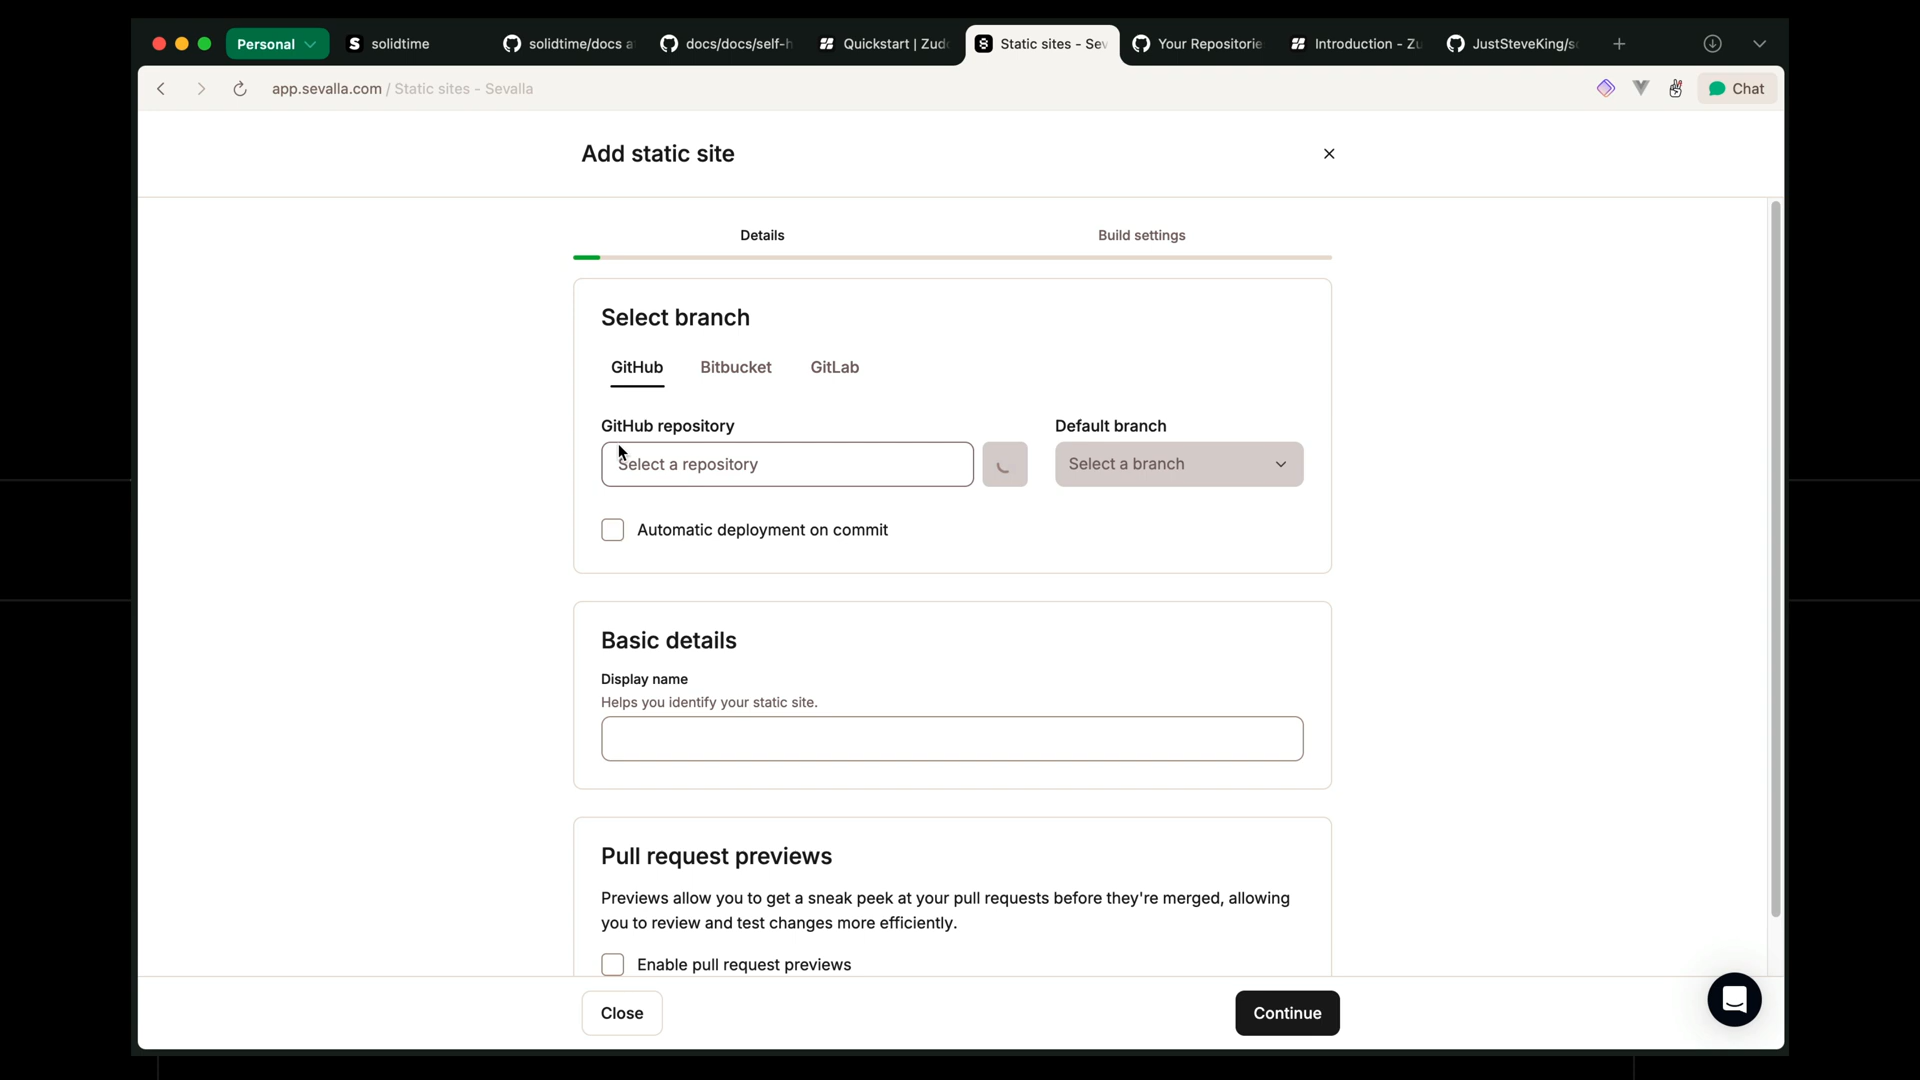 Personal
solidtime
solidtime/docs a
docs/docs/self-h
Quickstart | Zudo
Static sites - Sev
Your Repositorie
Introduction - Zu
JustSteveKing/s
app.sevalla.com / Static sites - Sevalla
Chat
Add static site
Details
Build settings
Select branch
GitHub
Bitbucket
GitLab
GitHub repository
Default branch
Select a repository
Select a branch
Automatic deployment on commit
Basic details
Display name
Helps you identify your static site.
Pull request previews
Previews allow you to get a sneak peek at your pull requests before they're merged, allowing
you to review and test changes more efficiently.
Enable pull request previews
Close
Continue